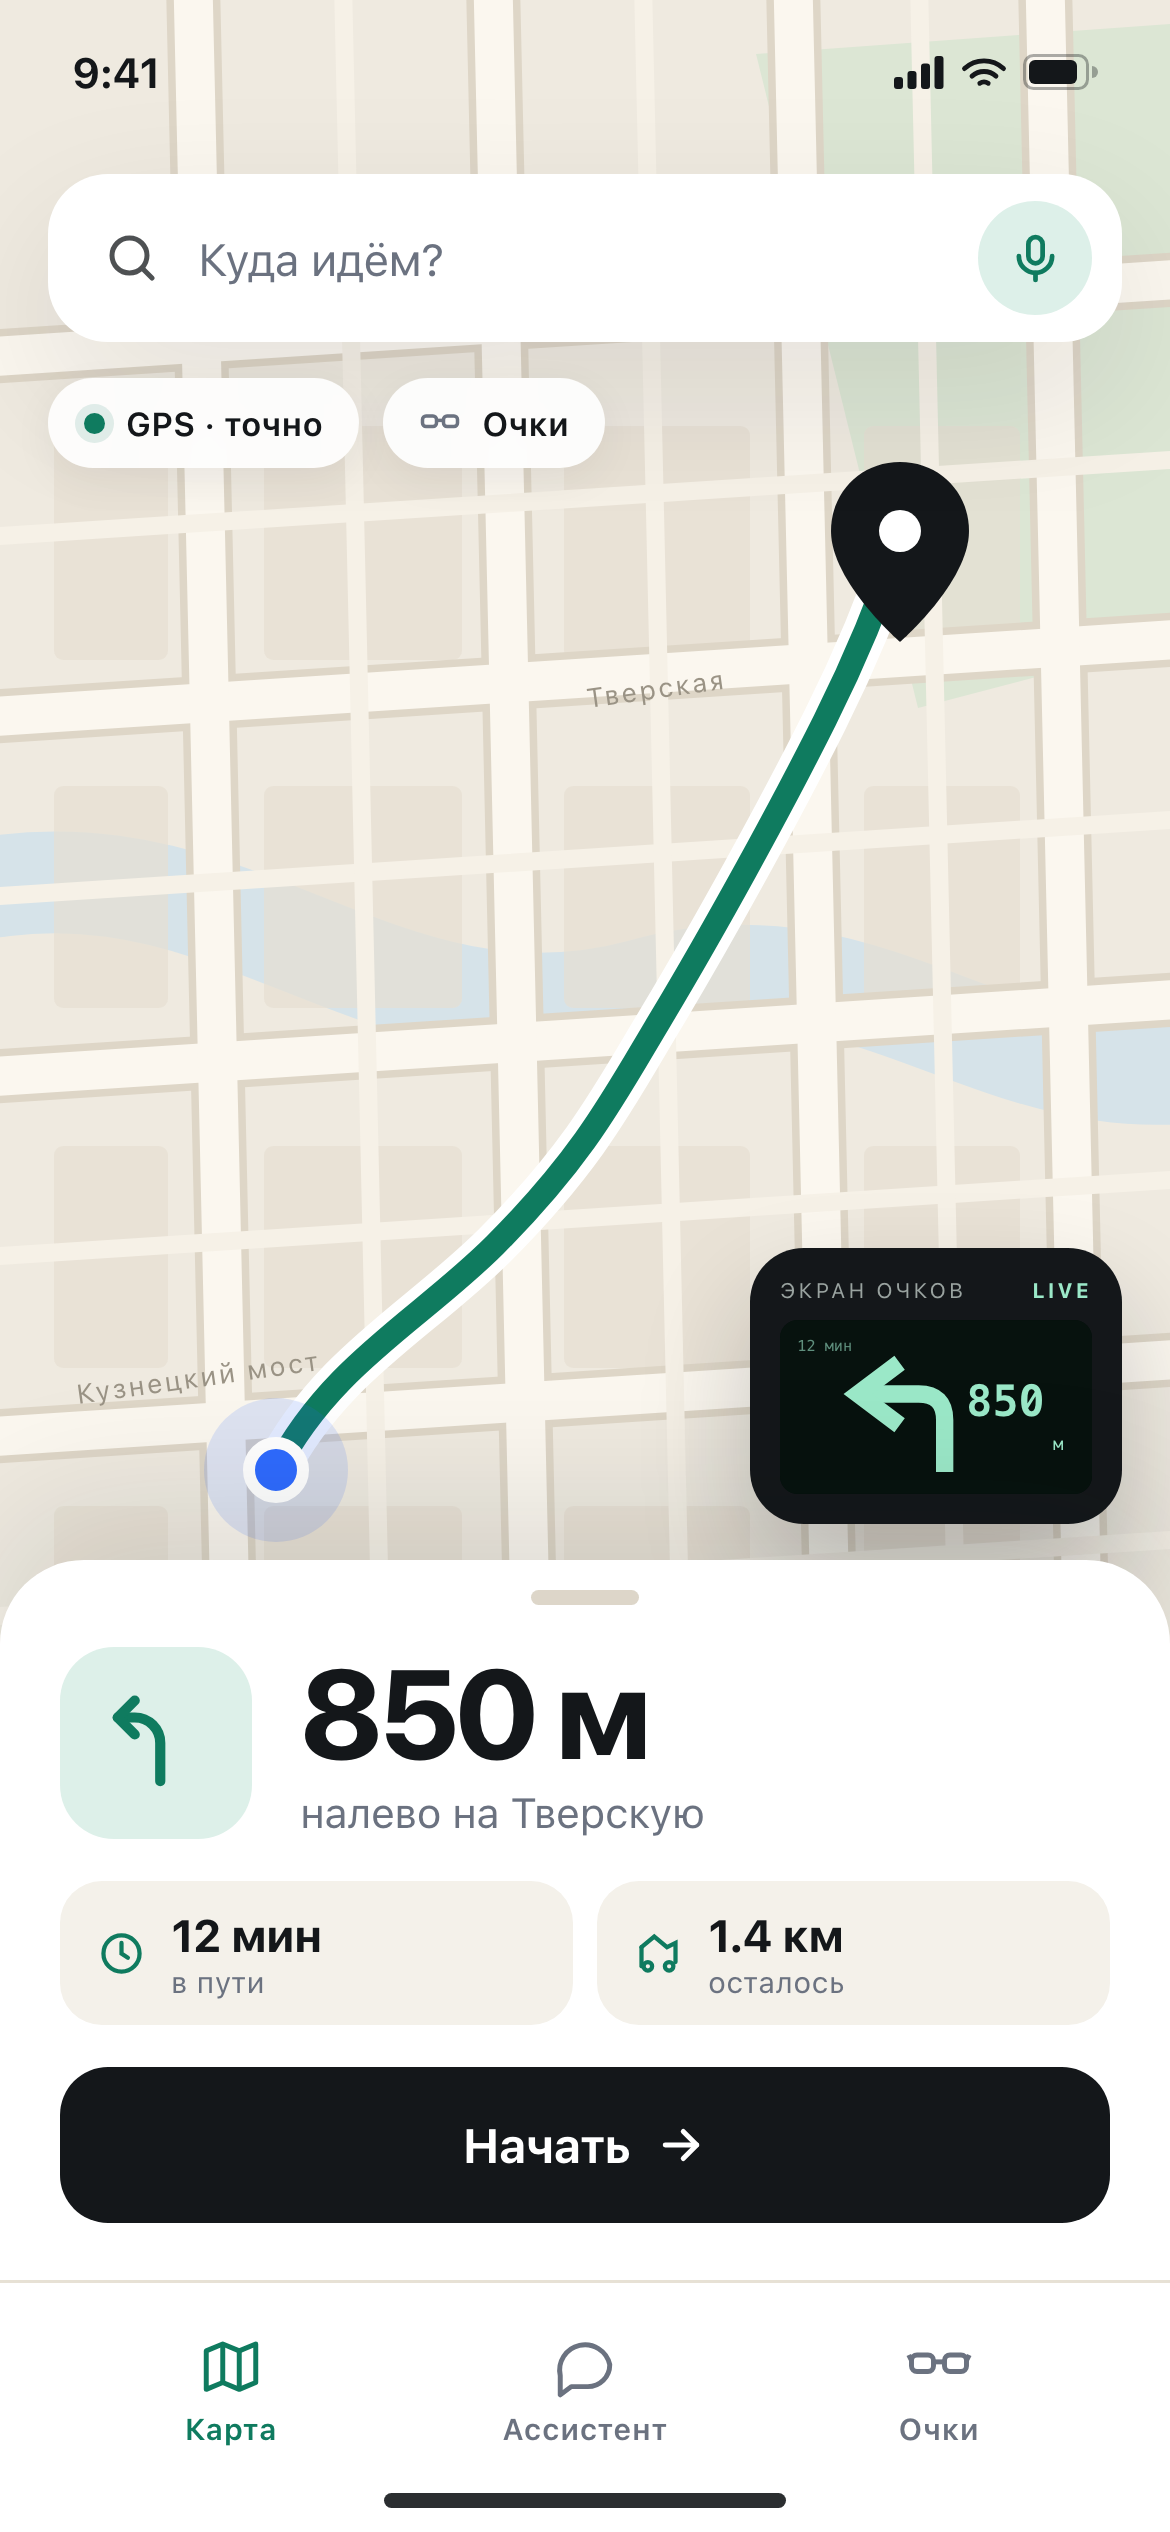 9:41
Куда идём?
GPS · точно
Очки
Тверская
Кузнецкий мост
ЭКРАН ОЧКОВ
LIVE
12 мин
850
м
850 м
налево на Тверскую
12 мин
в пути
1.4 км
осталось
Начать
Карта
Ассистент
Очки